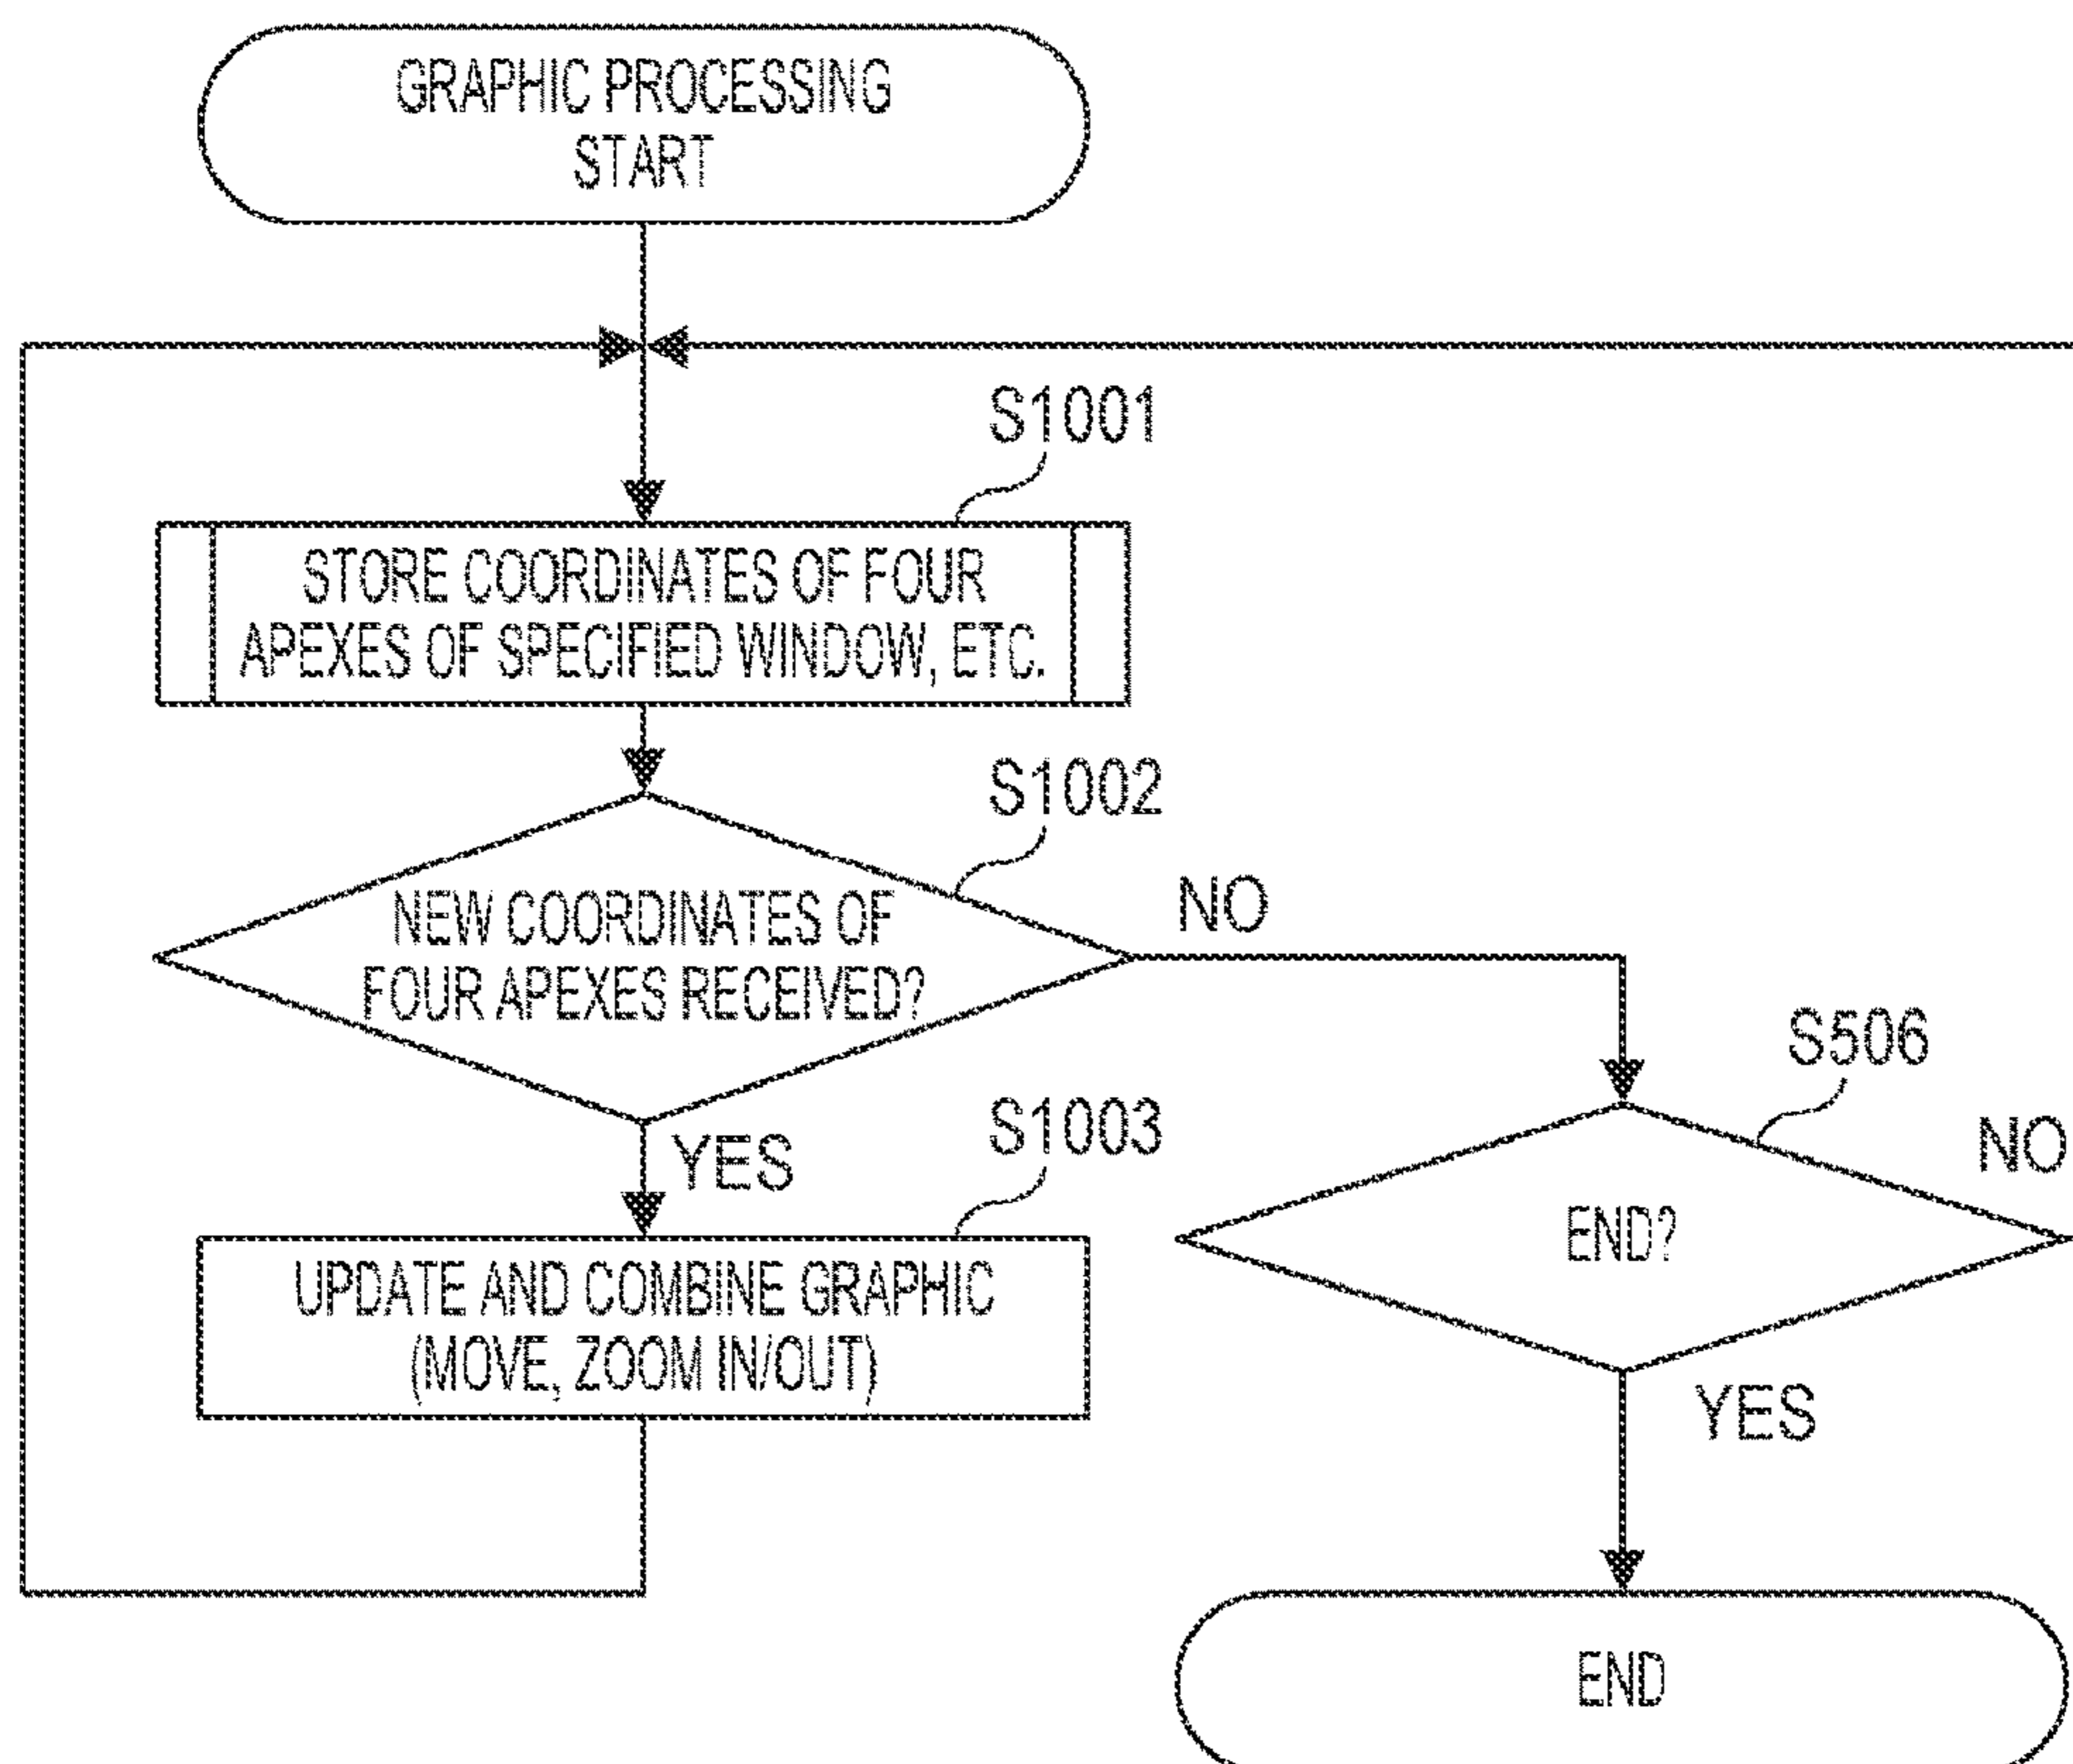 GRAPHIC PROCESSING
START
S1001
STORE COORDINATES OF FOUR
APEXES OF SPECIFIED WINDOW, ETC.
S1002
NEW COORDINATES OF
FOUR APEXES RECEIVED?
NO
YES
S1003
UPDATE AND COMBINE GRAPHIC
(MOVE, ZOOM IN/OUT)
S506
NO
END?
YES
END